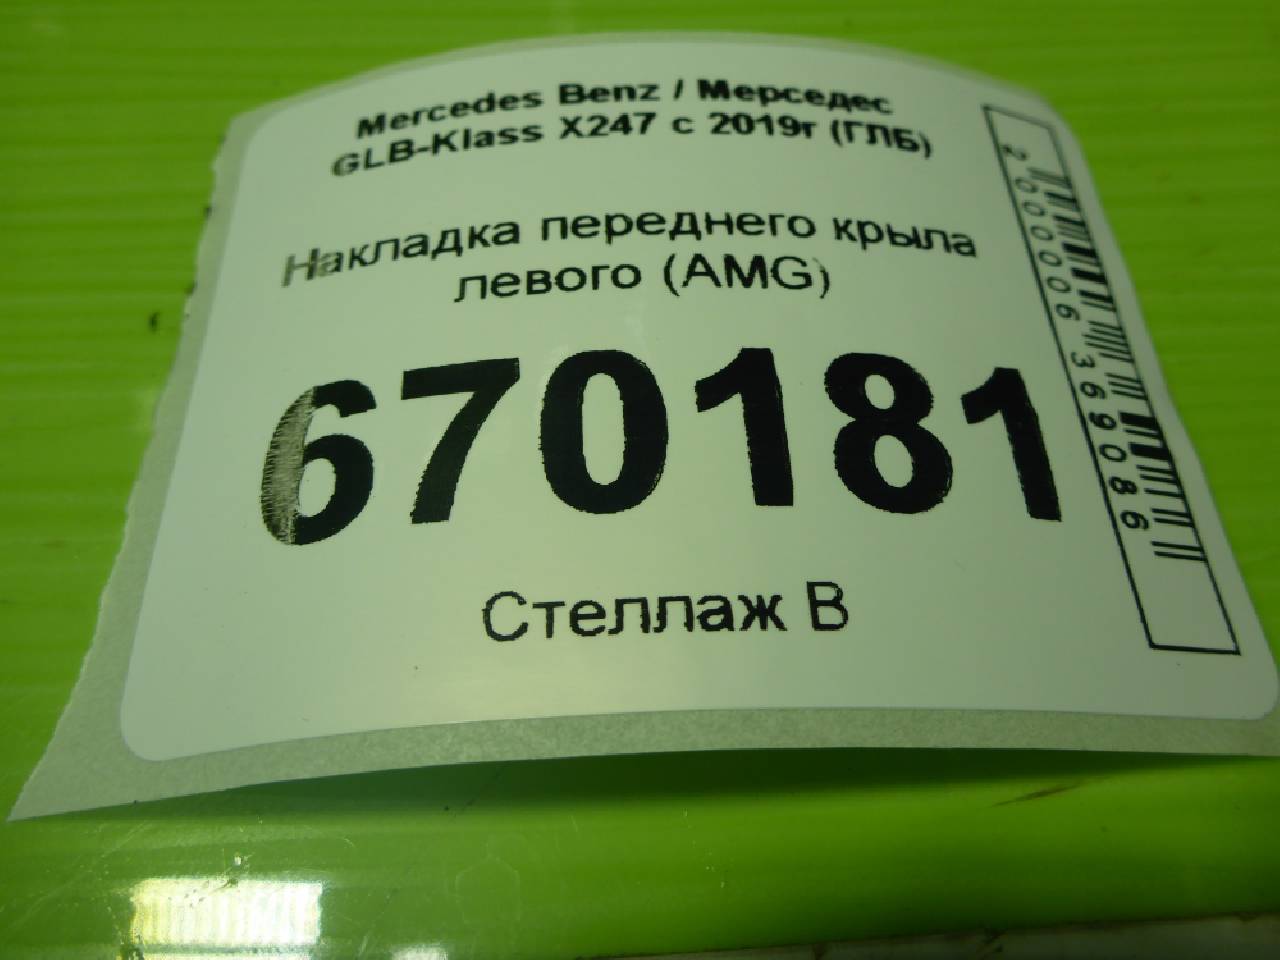 Mercedes Benz / Мерседес
GLB-Klass X247 с 2019г (ГЛБ)
Накладка переднего крыла
левого (AMG)
670181
Стеллаж В
2000006369086